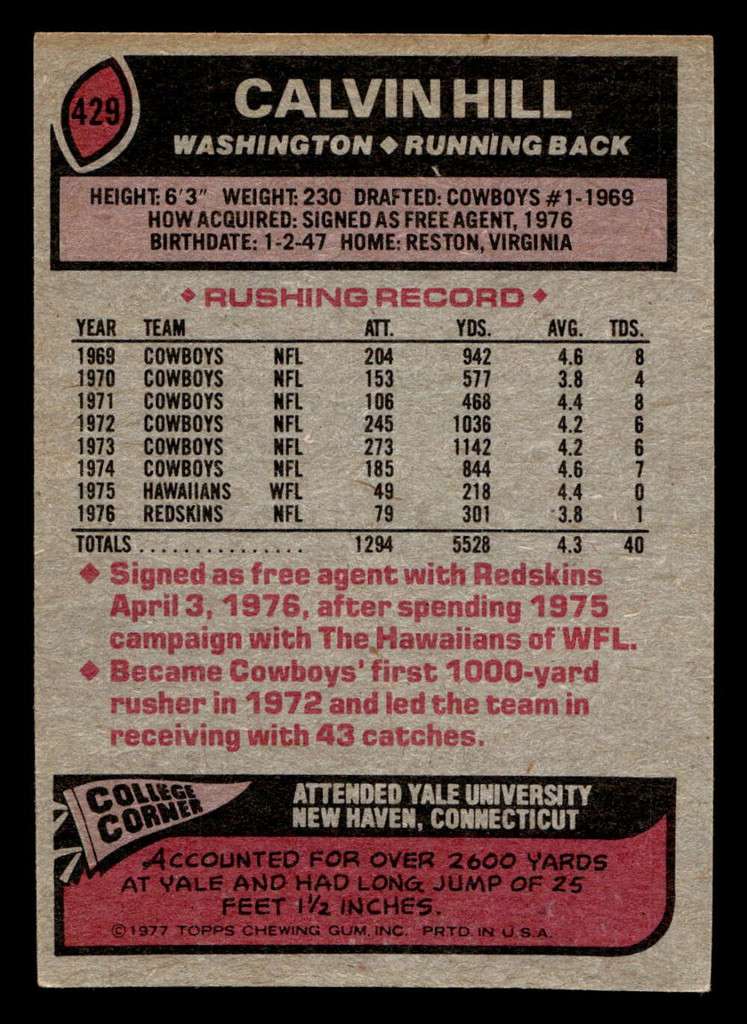 429
CALVIN HILL
WASHINGTON ◆ RUNNING BACK
HEIGHT: 6'3" WEIGHT: 230 DRAFTED: COWBOYS #1-1969
HOW ACQUIRED: SIGNED AS FREE AGENT, 1976
BIRTHDATE: 1-2-47 HOME: RESTON, VIRGINIA
◆ RUSHING RECORD ◆
YEAR TEAM ATT. YDS. AVG. TDS.
1969 COWBOYS NFL 204 942 4.6 8
1970 COWBOYS NFL 153 577 3.8 4
1971 COWBOYS NFL 106 468 4.4 8
1972 COWBOYS NFL 245 1036 4.2 6
1973 COWBOYS NFL 273 1142 4.2 6
1974 COWBOYS NFL 185 844 4.6 7
1975 HAWAIIANS WFL 49 218 4.4 0
1976 REDSKINS NFL 79 301 3.8 1
TOTALS ............... 1294 5528 4.3 40
◆ Signed as free agent with Redskins
April 3, 1976, after spending 1975
campaign with The Hawaiians of WFL.
◆ Became Cowboys' first 1000-yard
rusher in 1972 and led the team in
receiving with 43 catches.
COLLEGE
CORNER
ATTENDED YALE UNIVERSITY
NEW HAVEN, CONNECTICUT
ACCOUNTED FOR OVER 2600 YARDS
AT YALE AND HAD LONG JUMP OF 25
FEET 1½ INCHES.
©1977 TOPPS CHEWING GUM, INC. PRTD. IN U.S.A.